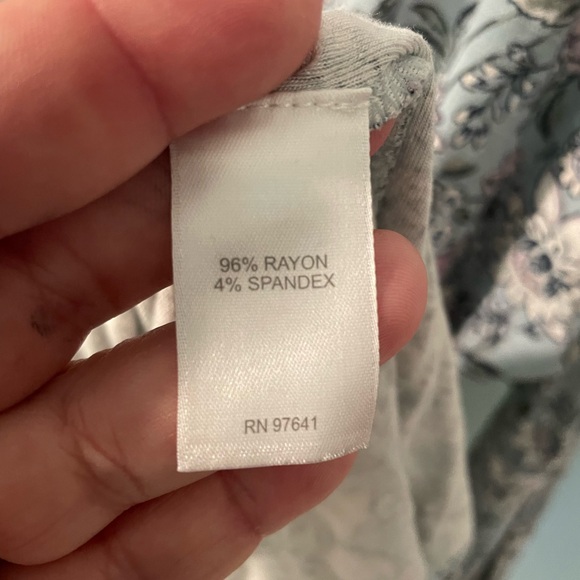 96% RAYON
4% SPANDEX
RN 97641